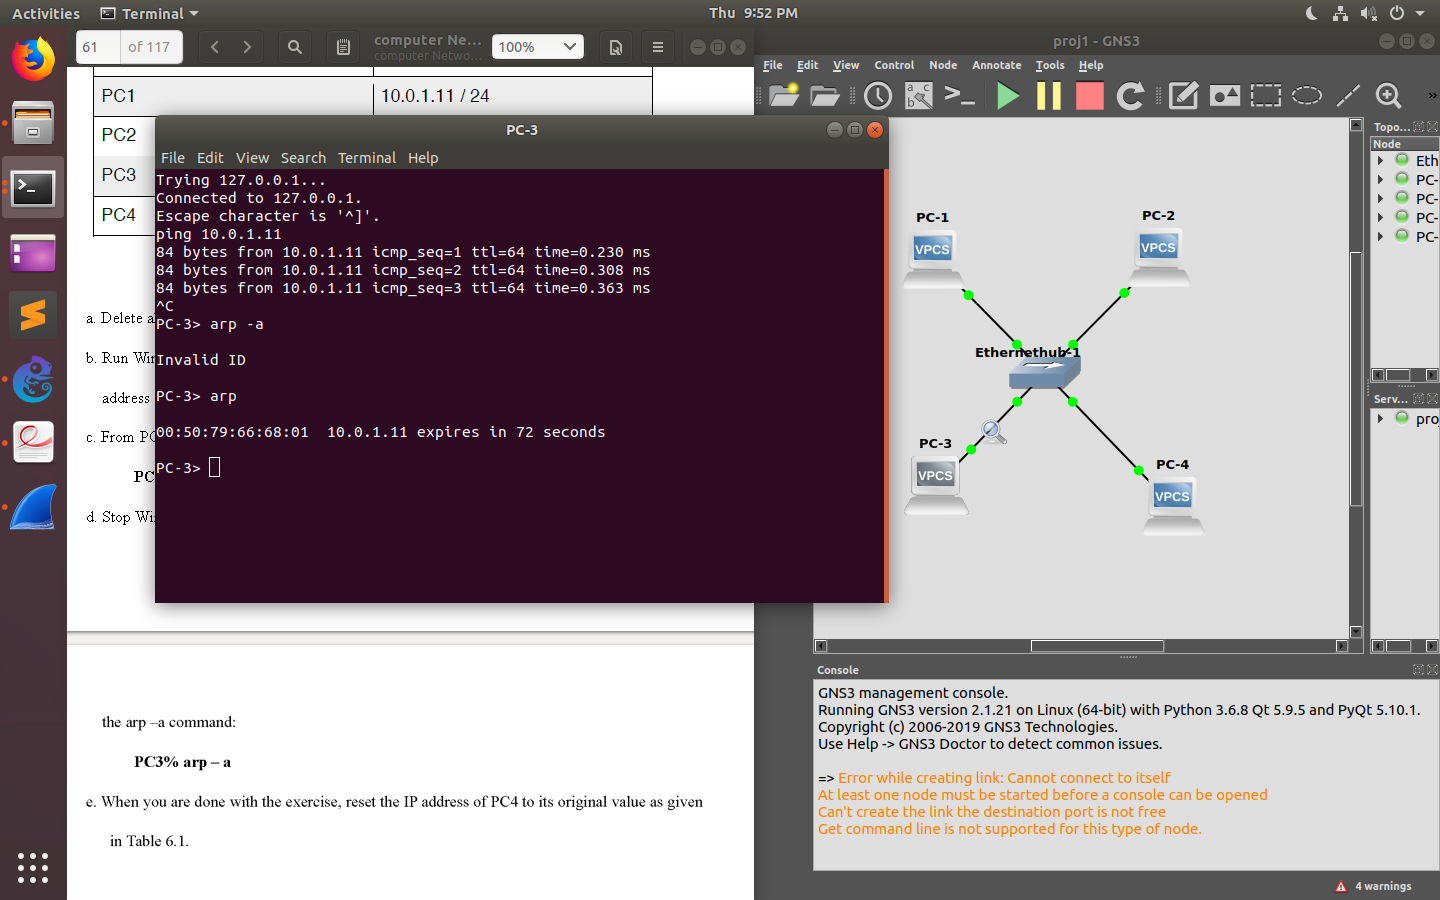 Activities Terminal Thu 9:52 PM
61 of 117 computer Ne... computer Netwo... 100%
PC1 10.0.1.11 / 24
PC2
PC3
PC4
a. Delete a
b. Run Wi
address
c. From PC
PC
d. Stop Wi
the arp –a command:
PC3% arp – a
e. When you are done with the exercise, reset the IP address of PC4 to its original value as given
in Table 6.1.
PC-3
File Edit View Search Terminal Help
Trying 127.0.0.1...
Connected to 127.0.0.1.
Escape character is '^]'.
ping 10.0.1.11
84 bytes from 10.0.1.11 icmp_seq=1 ttl=64 time=0.230 ms
84 bytes from 10.0.1.11 icmp_seq=2 ttl=64 time=0.308 ms
84 bytes from 10.0.1.11 icmp_seq=3 ttl=64 time=0.363 ms
^C
PC-3> arp -a
Invalid ID
PC-3> arp
00:50:79:66:68:01 10.0.1.11 expires in 72 seconds
PC-3>
proj1 - GNS3
File Edit View Control Node Annotate Tools Help
PC-1
VPCS
PC-2
VPCS
Ethernethub-1
PC-3
VPCS
PC-4
VPCS
Topo...
Node
Eth
PC-
PC-
PC-
PC-
Serv...
proj
Console
GNS3 management console.
Running GNS3 version 2.1.21 on Linux (64-bit) with Python 3.6.8 Qt 5.9.5 and PyQt 5.10.1.
Copyright (c) 2006-2019 GNS3 Technologies.
Use Help -> GNS3 Doctor to detect common issues.
=> Error while creating link: Cannot connect to itself
At least one node must be started before a console can be opened
Can't create the link the destination port is not free
Get command line is not supported for this type of node.
4 warnings